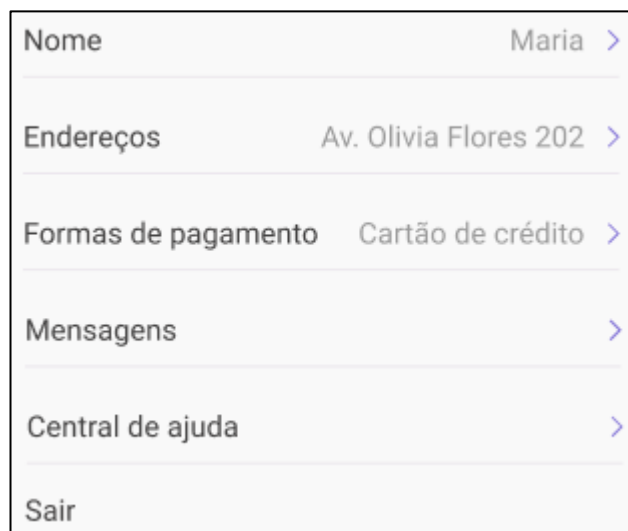 Nome Maria
Endereços Av. Olivia Flores 202
Formas de pagamento Cartão de crédito
Mensagens
Central de ajuda
Sair